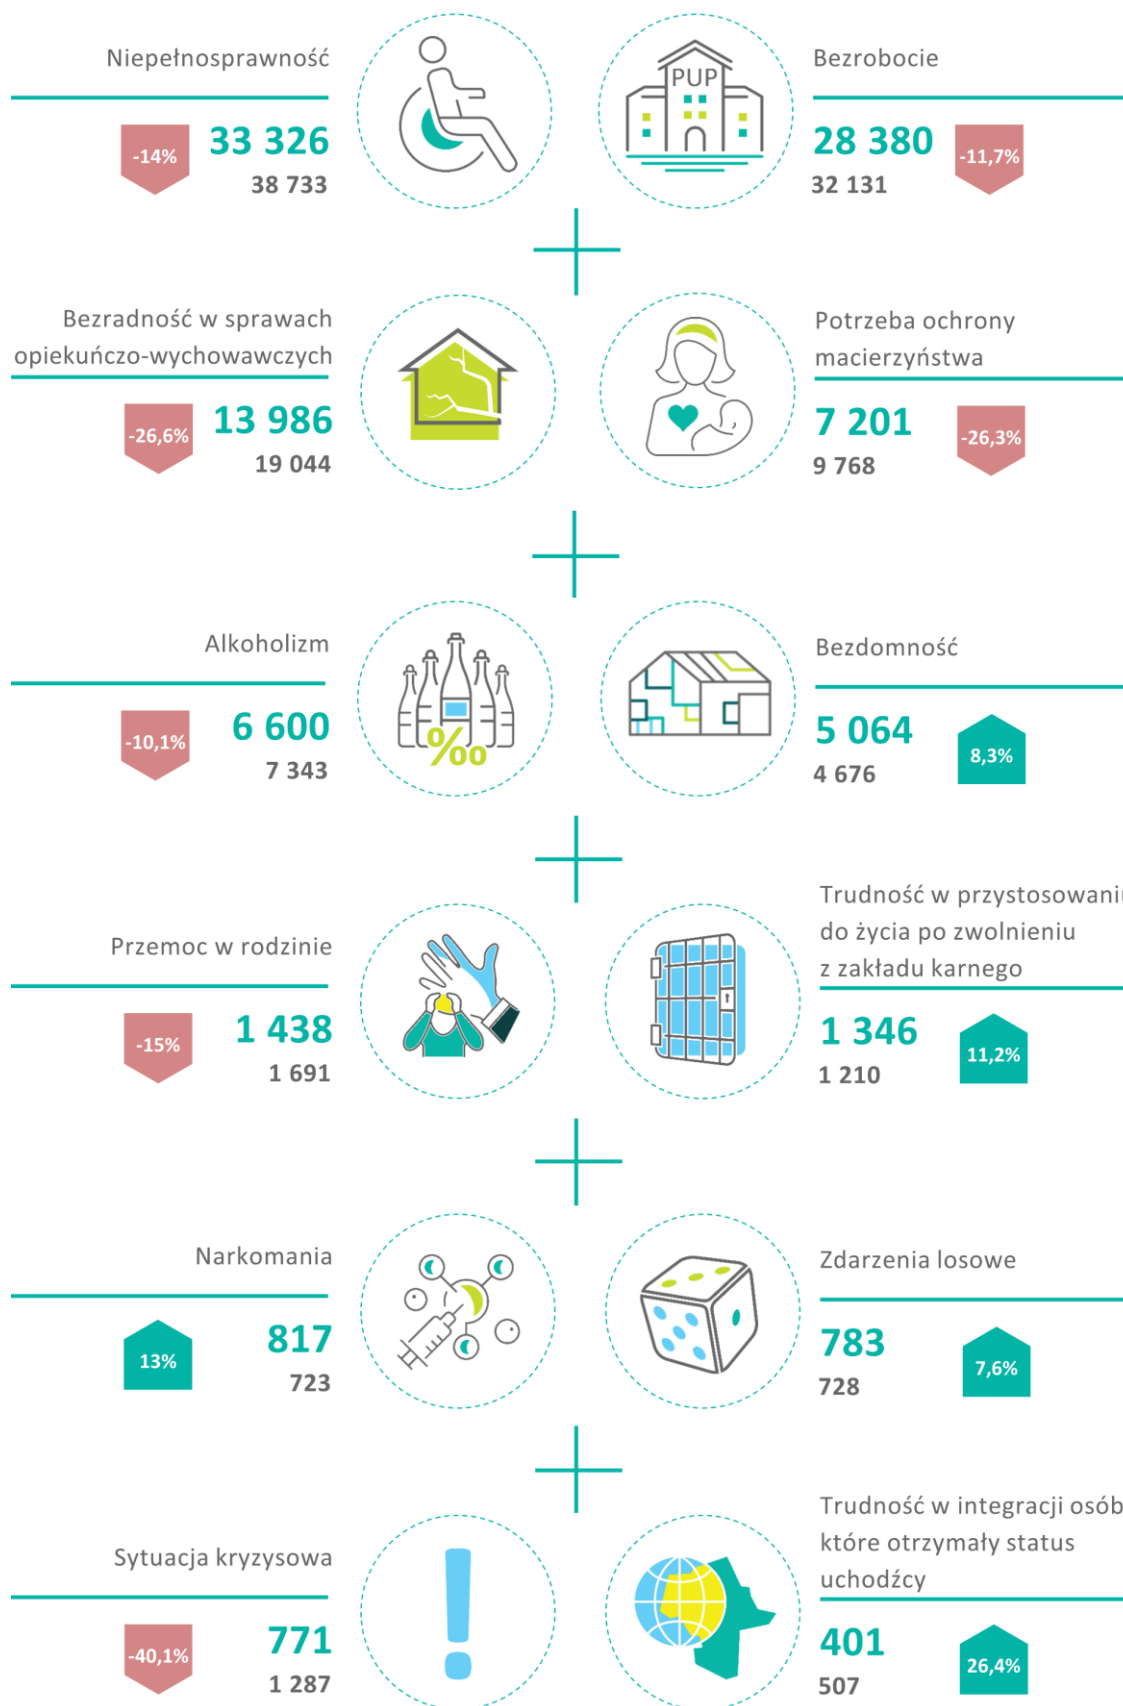 Niepełnosprawność
-14%
33 326
38 733
PUP
Bezrobocie
28 380
32 131
-11,7%
Bezradność w sprawach
opiekuńczo-wychowawczych
-26,6%
13 986
19 044
Potrzeba ochrony
macierzyństwa
7 201
9 768
-26,3%
Alkoholizm
-10,1%
6 600
7 343
‰
Bezdomność
5 064
4 676
8,3%
Przemoc w rodzinie
-15%
1 438
1 691
Trudność w przystosowaniu
do życia po zwolnieniu
z zakładu karnego
1 346
1 210
11,2%
Narkomania
13%
817
723
Zdarzenia losowe
783
728
7,6%
Sytuacja kryzysowa
-40,1%
771
1 287
!
Trudność w integracji osób
które otrzymały status
uchodźcy
401
507
26,4%